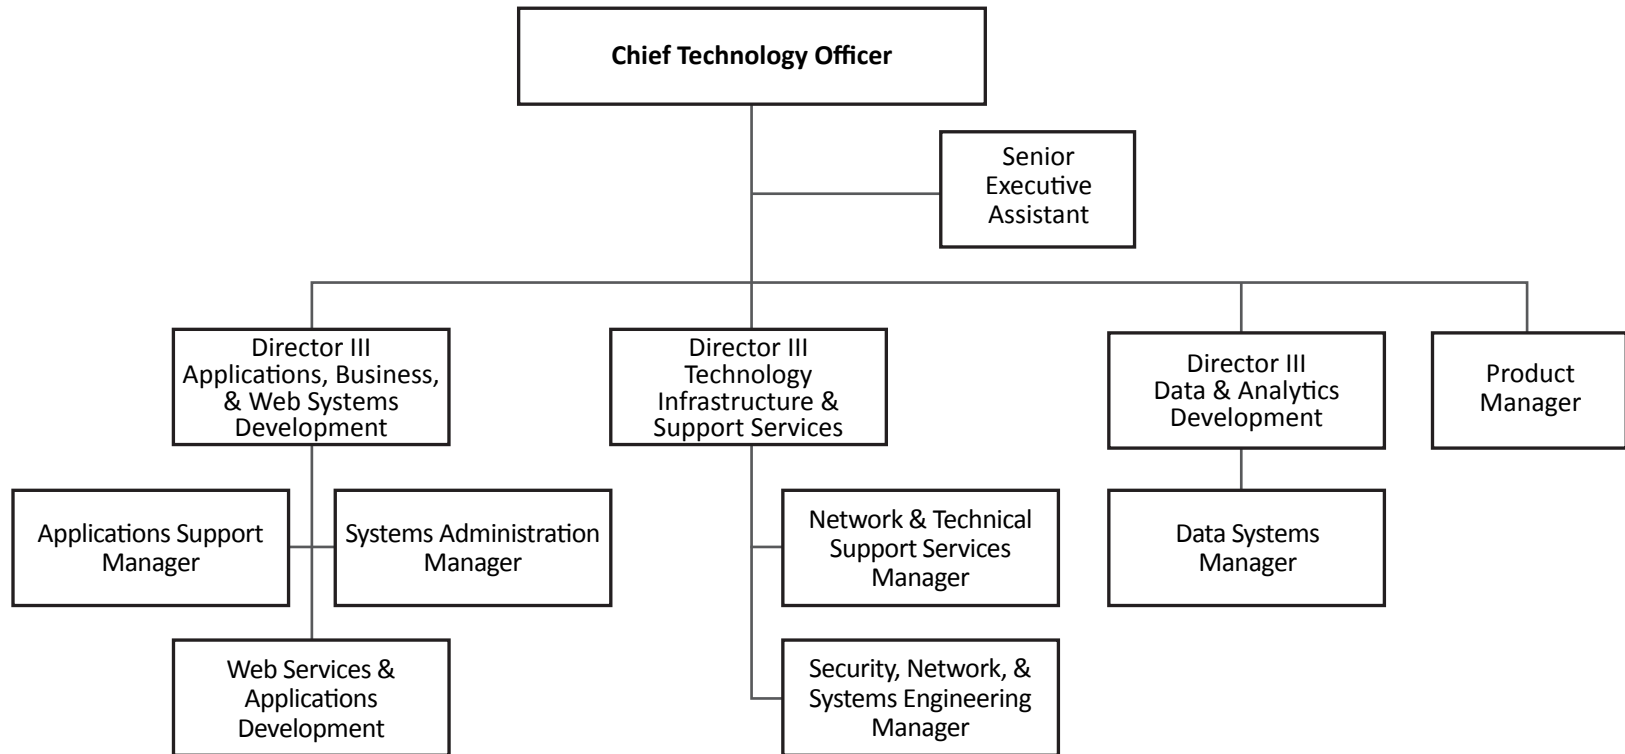 Chief Technology Officer
Senior
Executive
Assistant
Director III
Applications, Business,
& Web Systems
Development
Director III
Technology
Infrastructure &
Support Services
Director III
Data & Analytics
Development
Product
Manager
Applications Support
Manager
Systems Administration
Manager
Network & Technical
Support Services
Manager
Data Systems
Manager
Web Services &
Applications
Development
Security, Network, &
Systems Engineering
Manager